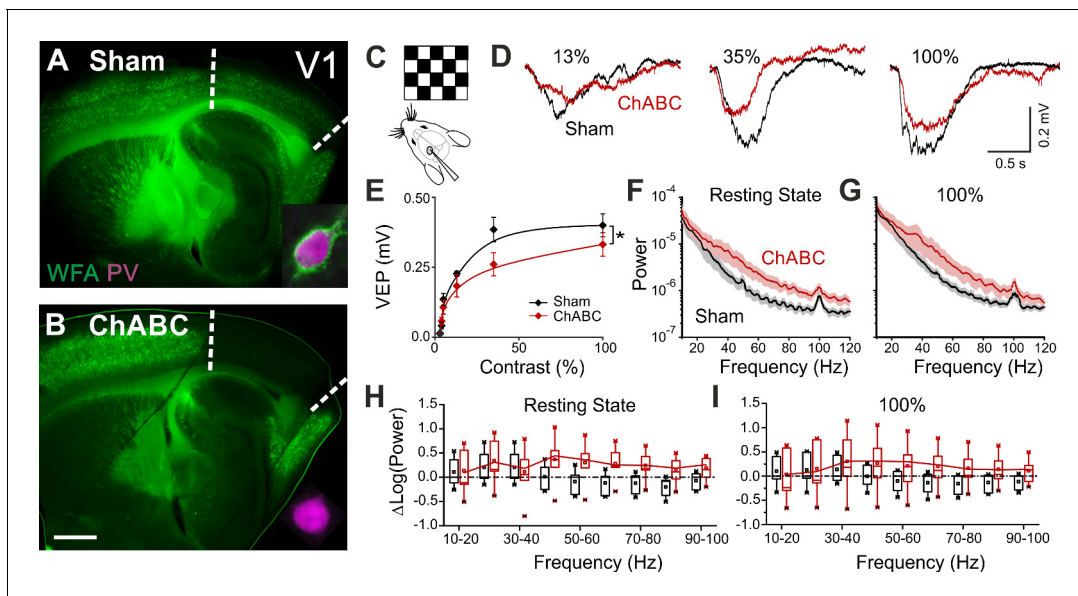 A Sham V1
WFA PV
B ChABC
C
D 13% 35% 100%
ChABC
Sham
0.2 mV
0.5 s
E
VEP (mV)
0.50
0.25
0.0
0 50 100
Contrast (%)
Sham
ChABC
*
F Resting State
Power
10⁻⁴
10⁻⁵
10⁻⁶
10⁻⁷
ChABC
Sham
20 40 60 80 100 120
Frequency (Hz)
G 100%
20 40 60 80 100 120
Frequency (Hz)
H Resting State
ΔLog(Power)
1.5
1.0
0.5
0.0
-0.5
-1.0
10-20 30-40 50-60 70-80 90-100
Frequency (Hz)
I 100%
1.5
1.0
0.5
0.0
-0.5
-1.0
10-20 30-40 50-60 70-80 90-100
Frequency (Hz)